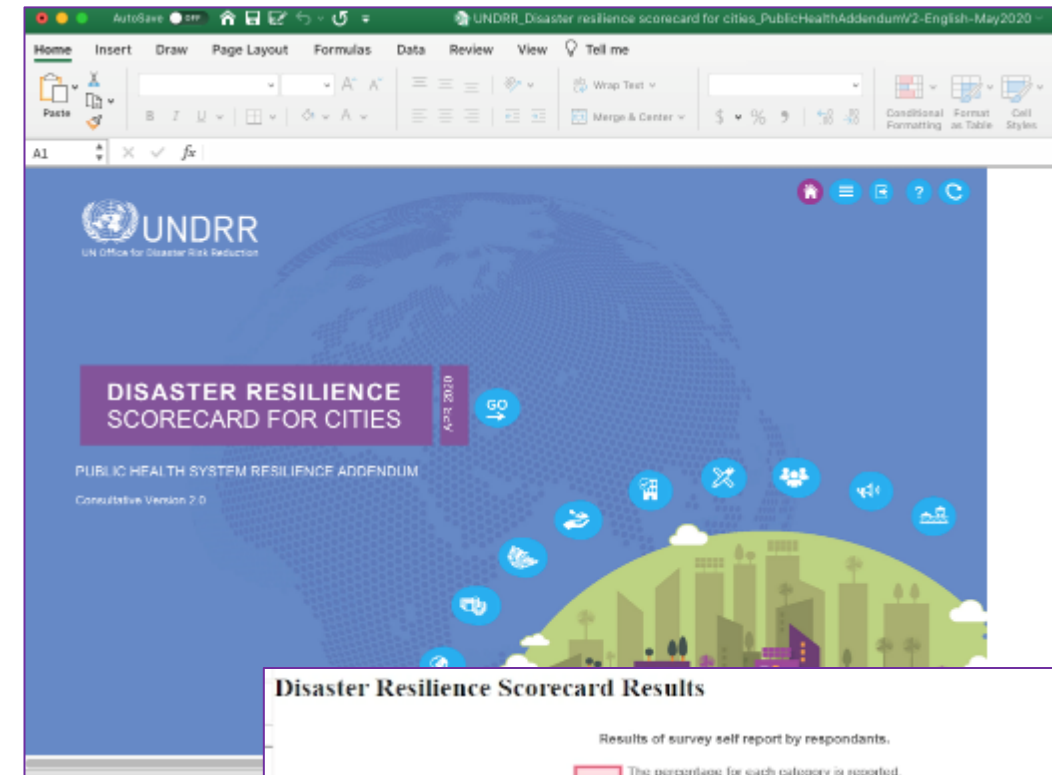 AutoSave OFF
UNDRR_Disaster resilience scorecard for cities_PublicHealthAddendumV2-English-May2020
Home Insert Draw Page Layout Formulas Data Review View Tell me
Paste
B I U
Wrap Text
Merge & Center
$ % 9
Conditional Formatting
Format as Table
Cell Styles
A1 fx
UNDRR
UN Office for Disaster Risk Reduction
DISASTER RESILIENCE
SCORECARD FOR CITIES
APR 2020
GO
PUBLIC HEALTH SYSTEM RESILIENCE ADDENDUM
Consultative Version 2.0
Disaster Resilience Scorecard Results
Results of survey self report by respondants.
The percentage for each category is reported.